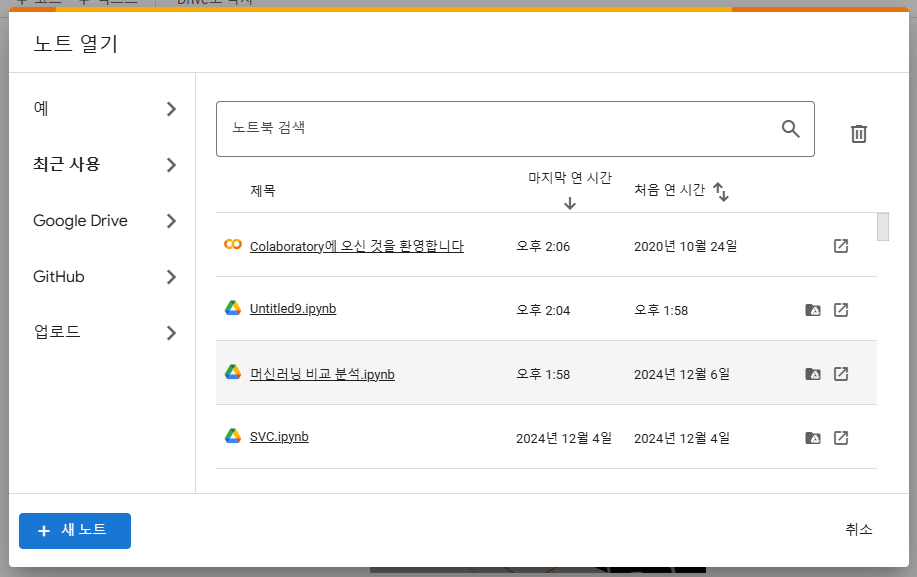 노트 열기
예
최근 사용
Google Drive
GitHub
업로드
노트북 검색
제목 마지막 연 시간 처음 연 시간
Colaboratory에 오신 것을 환영합니다 오후 2:06 2020년 10월 24일
Untitled9.ipynb 오후 2:04 오후 1:58
머신러닝 비교 분석.ipynb 오후 1:58 2024년 12월 6일
SVC.ipynb 2024년 12월 4일 2024년 12월 4일
+ 새 노트
취소